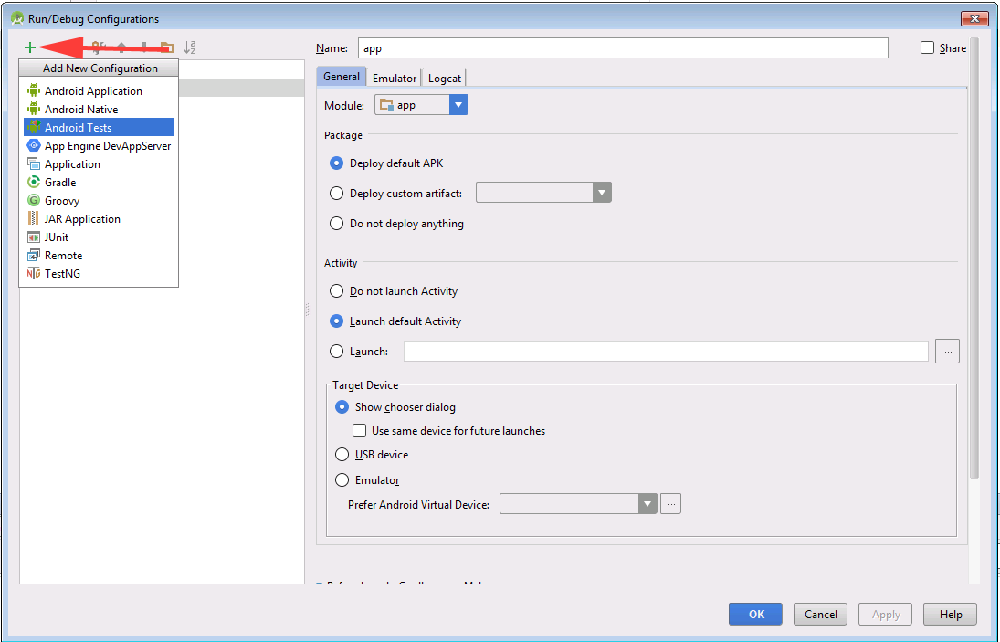 Run/Debug Configurations
Name: app
Share
Add New Configuration
Android Application
Android Native
Android Tests
App Engine DevAppServer
Application
Gradle
Groovy
JAR Application
JUnit
Remote
TestNG
General Emulator Logcat
Module: app
Package
Deploy default APK
Deploy custom artifact:
Do not deploy anything
Activity
Do not launch Activity
Launch default Activity
Launch:
...
Target Device
Show chooser dialog
Use same device for future launches
USB device
Emulator
Prefer Android Virtual Device:
...
Before launch: Gradle-aware Make
OK Cancel Apply Help